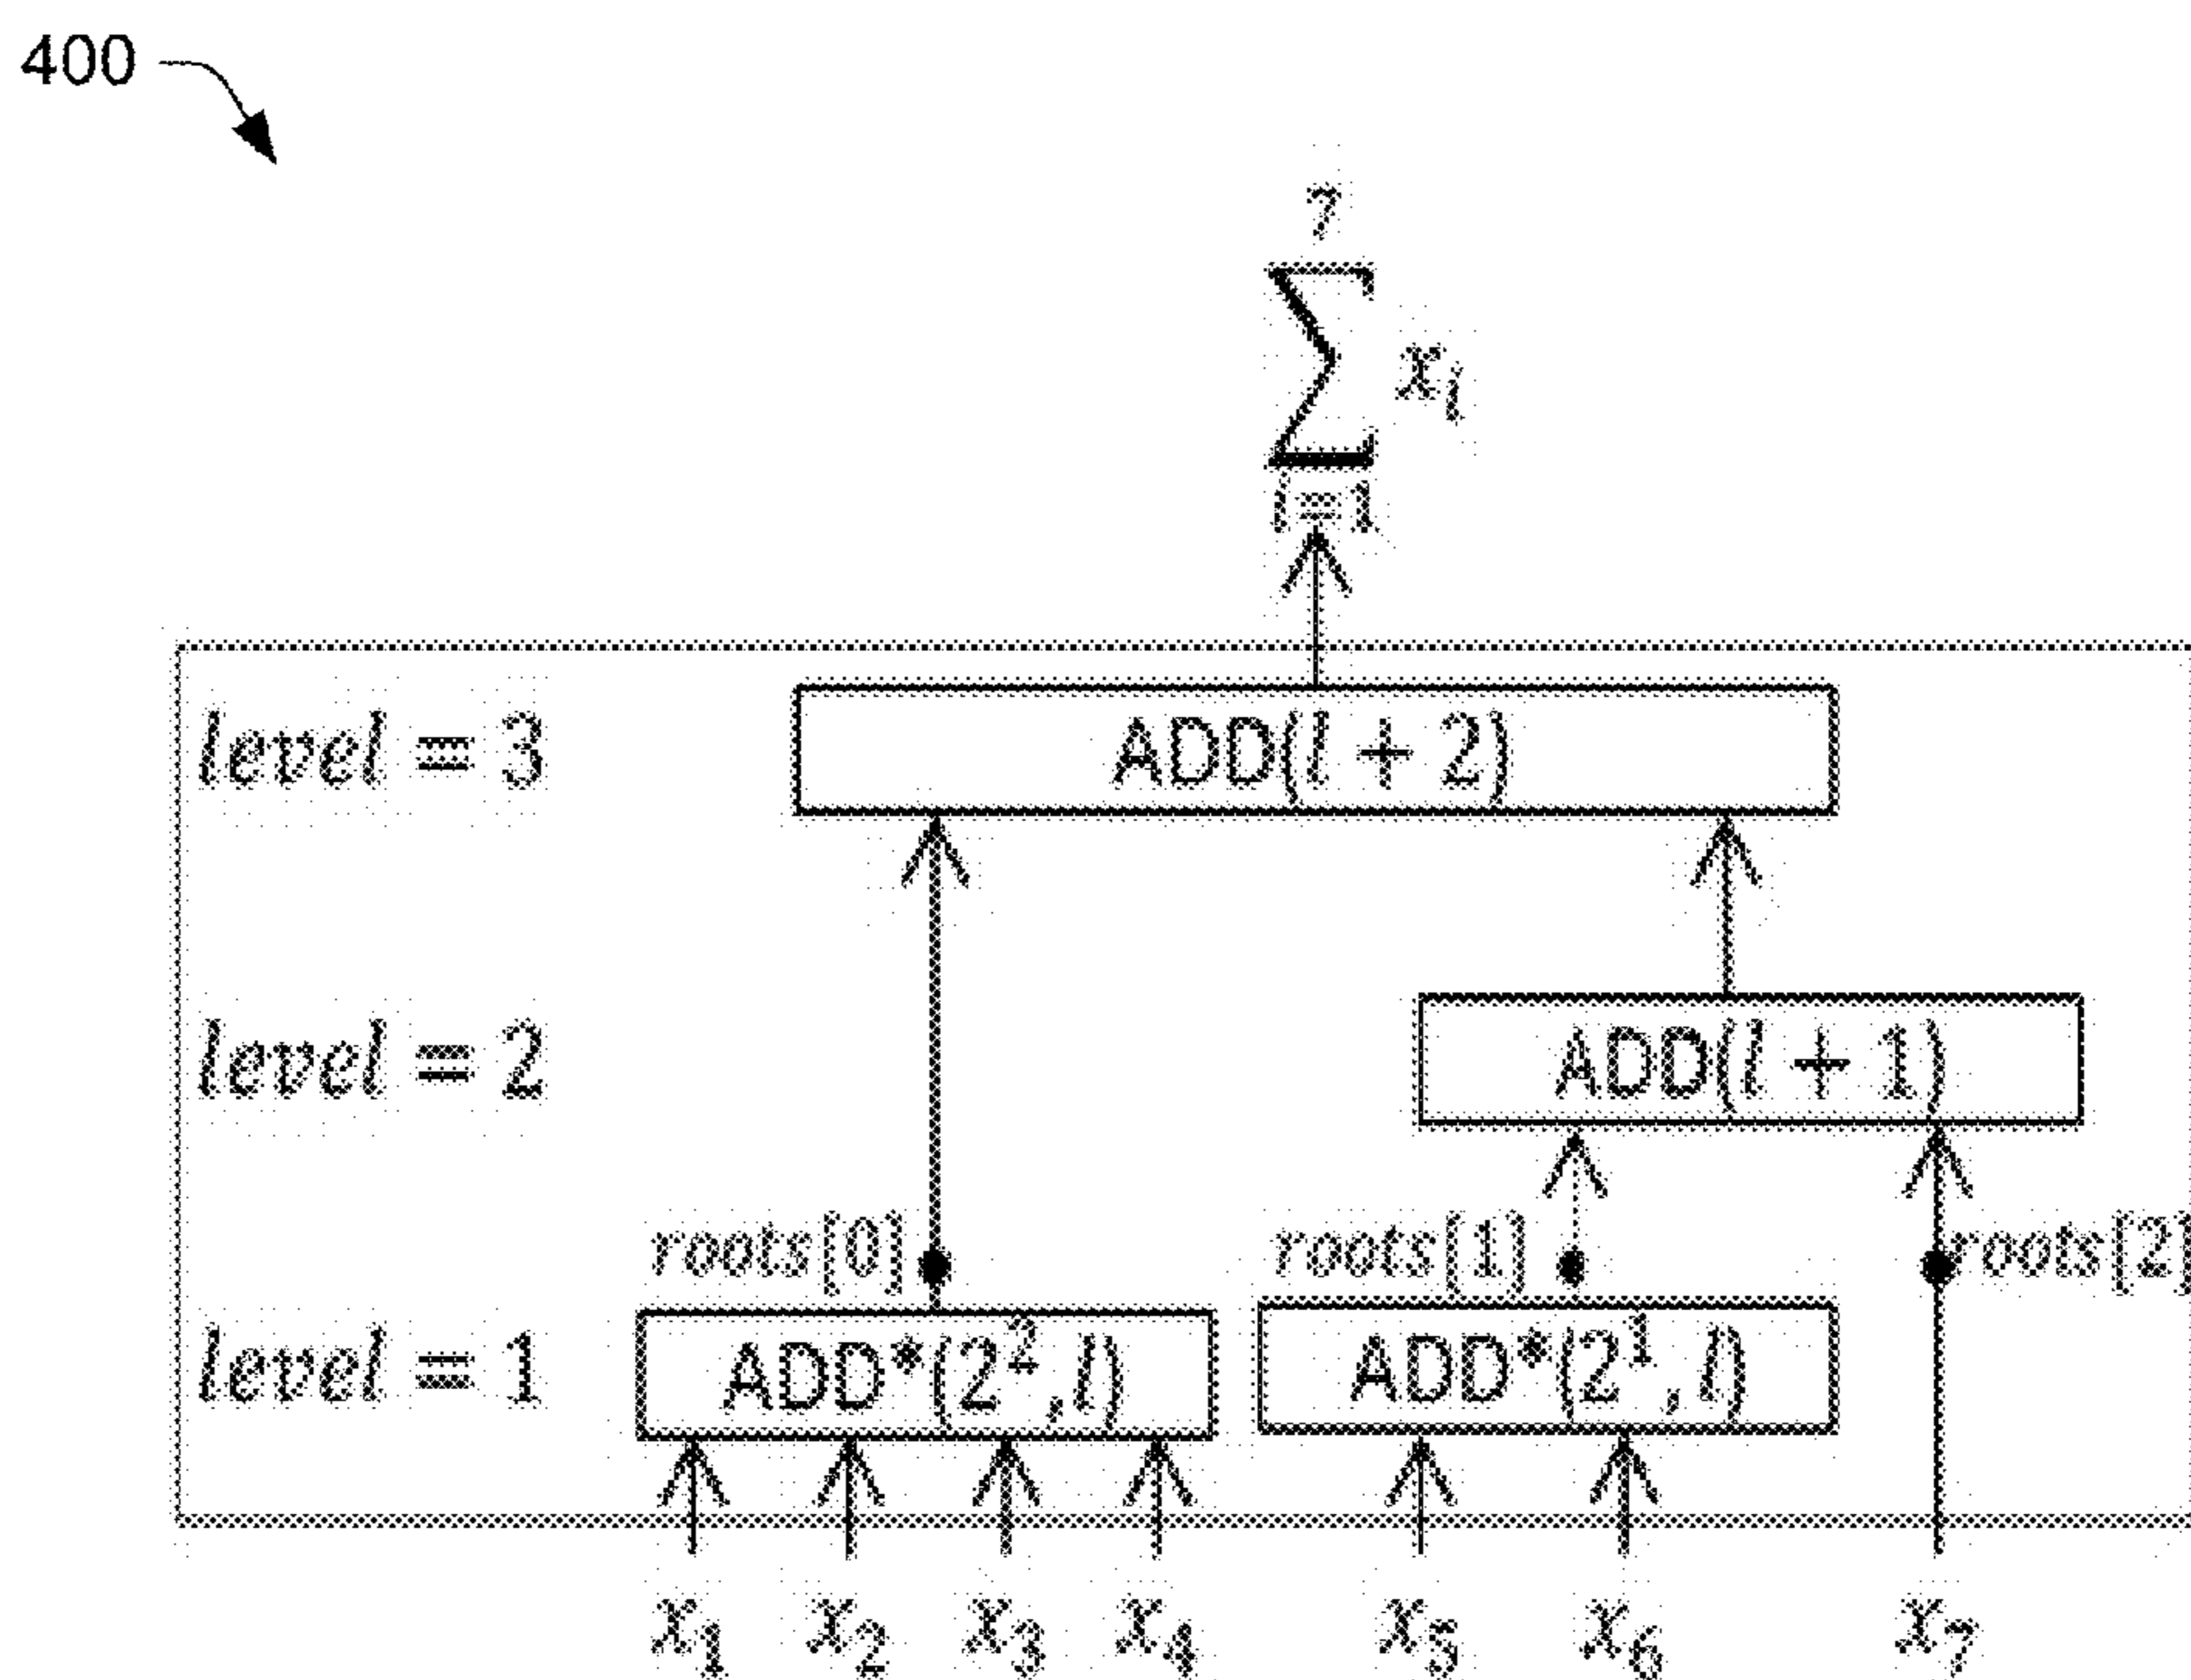 400
7
∑ xᵢ
i=1
level = 3 ADD(l + 2)
level = 2 ADD(l + 1)
roots[0] roots[1] roots[2]
level = 1 ADD*(2², l) ADD*(2¹, l)
x₁ x₂ x₃ x₄ x₅ x₆ x₇